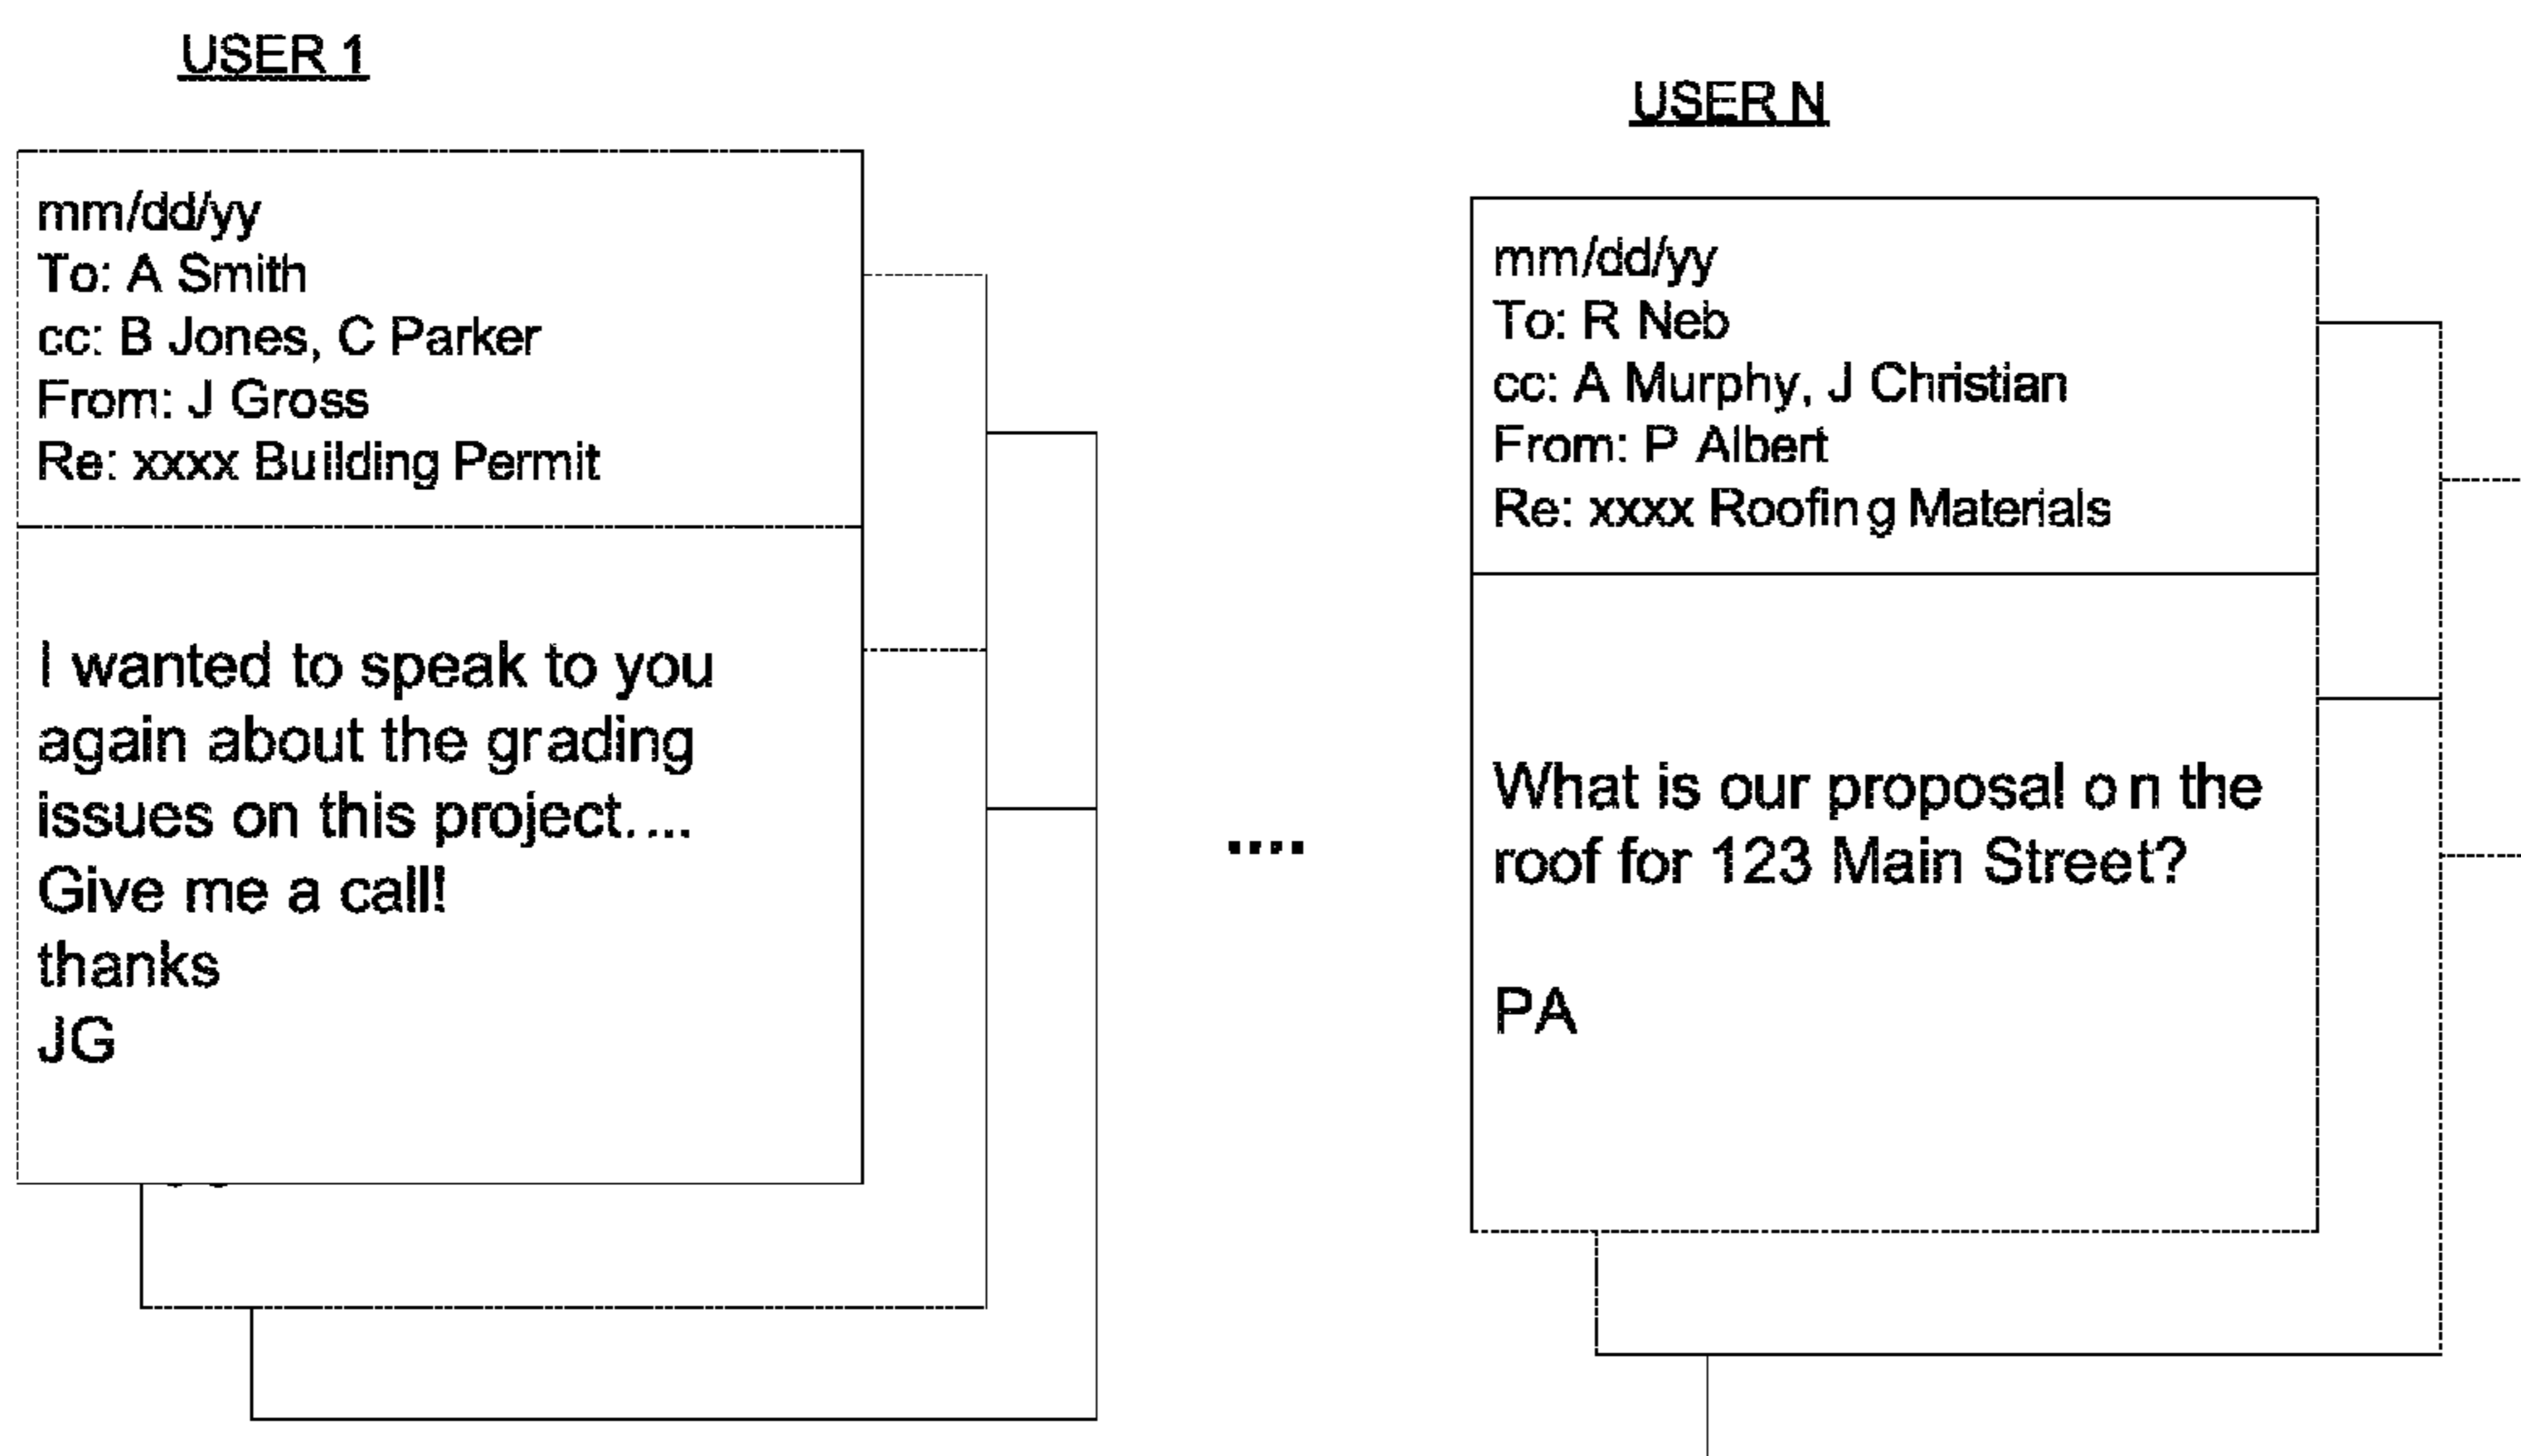 USER 1
mm/dd/yy
To: A Smith
cc: B Jones, C Parker
From: J Gross
Re: xxxx Building Permit
I wanted to speak to you
again about the grading
issues on this project....
Give me a call!
thanks
JG
....
USER N
mm/dd/yy
To: R Neb
cc: A Murphy, J Christian
From: P Albert
Re: xxxx Roofing Materials
What is our proposal on the
roof for 123 Main Street?
PA